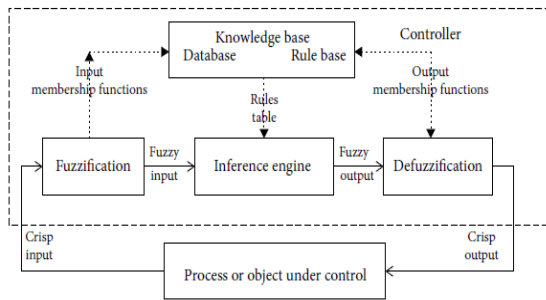 Knowledge base
Database Rule base
Controller
Input
membership functions
Output
membership functions
Rules
table
Fuzzification
Fuzzy
input
Inference engine
Fuzzy
output
Defuzzification
Crisp
input
Crisp
output
Process or object under control